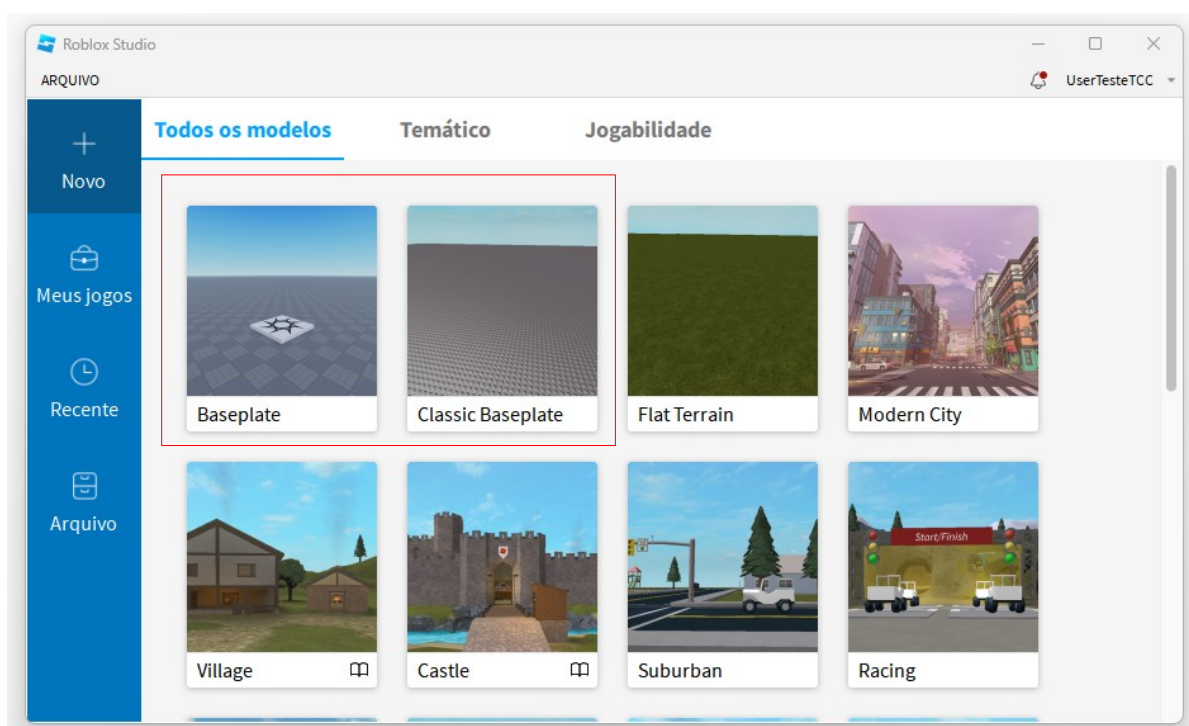 Roblox Studio
ARQUIVO
UserTesteTCC
Novo
Meus jogos
Recente
Arquivo
Todos os modelos Temático Jogabilidade
Baseplate Classic Baseplate Flat Terrain Modern City
Start/Finish
Village Castle Suburban Racing